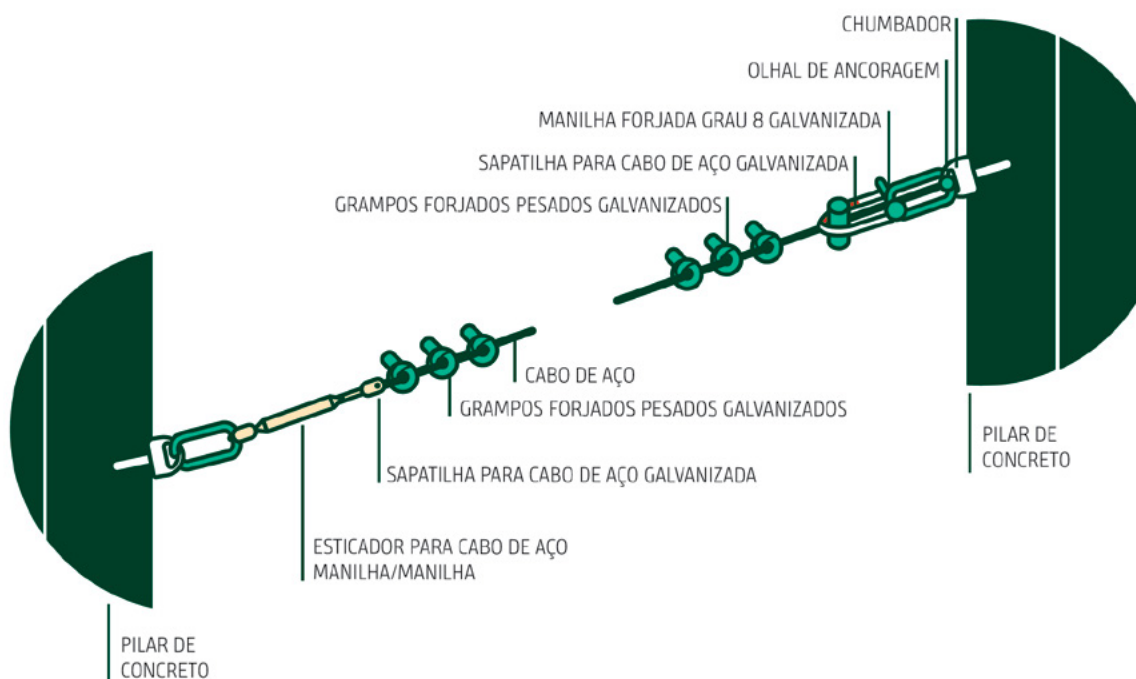 CHUMBADOR
OLHAL DE ANCORAGEM
MANILHA FORJADA GRAU 8 GALVANIZADA
SAPATILHA PARA CABO DE AÇO GALVANIZADA
GRAMPOS FORJADOS PESADOS GALVANIZADOS
CABO DE AÇO
GRAMPOS FORJADOS PESADOS GALVANIZADOS
PILAR DE
CONCRETO
SAPATILHA PARA CABO DE AÇO GALVANIZADA
ESTICADOR PARA CABO DE AÇO
MANILHA/MANILHA
PILAR DE
CONCRETO